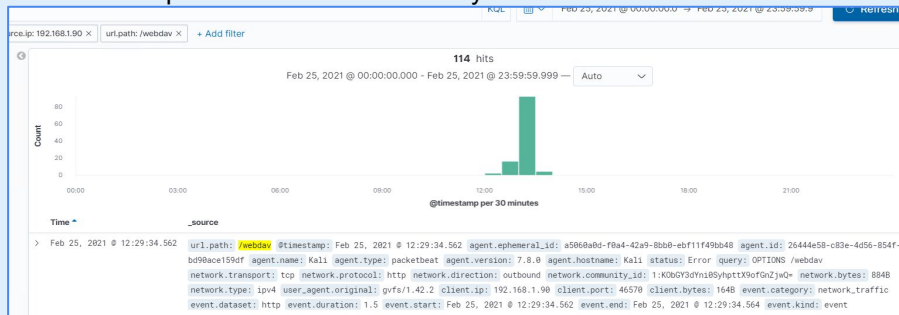 KQL Feb 25, 2021 @ 00:00:00.0 → Feb 25, 2021 @ 23:59:59.9 Refresh
rce.ip: 192.168.1.90 × url.path: /webdav × + Add filter
114 hits
Feb 25, 2021 @ 00:00:00.000 - Feb 25, 2021 @ 23:59:59.999 — Auto
80
60
40
20
0
Count
00:00 03:00 06:00 09:00 12:00 15:00 18:00 21:00
@timestamp per 30 minutes
Time _source
Feb 25, 2021 @ 12:29:34.562 url.path: /webdav @timestamp: Feb 25, 2021 @ 12:29:34.562 agent.ephemeral_id: a5060a0d-f0a4-42a9-8bb0-ebf11f49bb48 agent.id: 26444e58-c83e-4d56-854f-
bd90ace159df agent.name: Kali agent.type: packetbeat agent.version: 7.8.0 agent.hostname: Kali status: Error query: OPTIONS /webdav
network.transport: tcp network.protocol: http network.direction: outbound network.community_id: 1:KObGY3dYni0SyhpttX9ofGnZjwQ= network.bytes: 884B
network.type: ipv4 user_agent.original: gvfs/1.42.2 client.ip: 192.168.1.90 client.port: 46570 client.bytes: 164B event.category: network_traffic
event.dataset: http event.duration: 1.5 event.start: Feb 25, 2021 @ 12:29:34.562 event.end: Feb 25, 2021 @ 12:29:34.564 event.kind: event